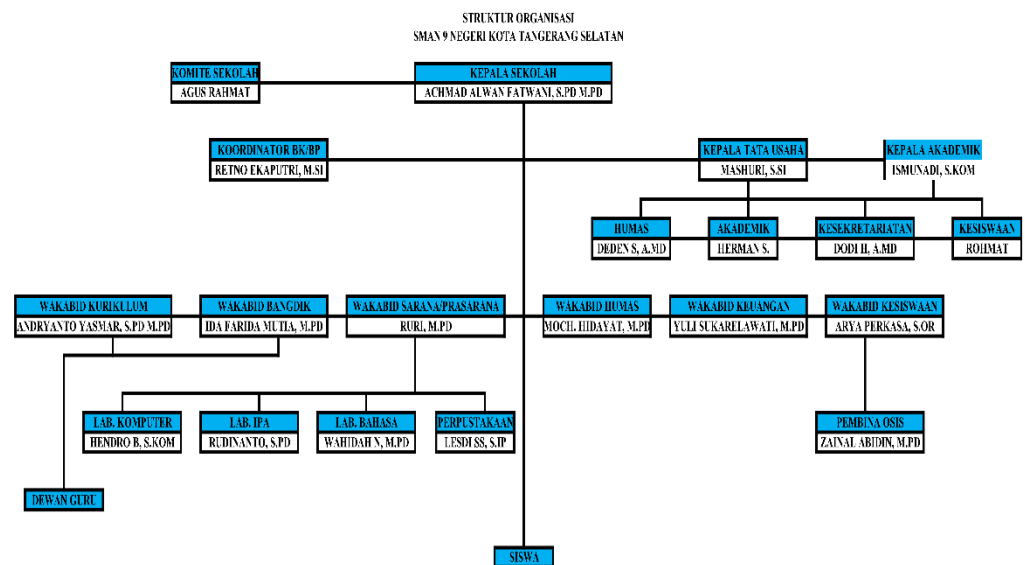 STRUKTUR ORGANISASI
SMAN 9 NEGERI KOTA TANGERANG SELATAN
KOMITE SEKOLAH
AGUS RAHMAT
KEPALA SEKOLAH
ACHMAD ALWAN FATWANI, S.PD M.PD
KOORDINATOR BK/BP
RETNO EKAPUTRI, M.SI
KEPALA TATA USAHA
MASHURI, S.SI
KEPALA AKADEMIK
ISMUNADI, S.KOM
HUMAS
DEDEN S, A.MD
AKADEMIK
HERMAN S.
KESEKRETARIATAN
DODI H, A.MD
KESISWAAN
ROHMAT
WAKABID KURIKULUM
ANDRYANTO YASMAR, S.PD M.PD
WAKABID BANGDIK
IDA FARIDA MUTIA, M.PD
WAKABID SARANA/PRASARANA
RURI, M.PD
WAKABID HUMAS
MOCH. HIDAYAT, M.PD
WAKABID KEUANGAN
YULI SUKARELAWATI, M.PD
WAKABID KESISWAAN
ARYA PERKASA, S.OR
LAB. KOMPUTER
HENDRO B, S.KOM
LAB. IPA
RUDINANTO, S.PD
LAB. BAHASA
WAHIDAH N, M.PD
PERPUSTAKAAN
LESDI SS, S.IP
PEMBINA OSIS
ZAINAL ABIDIN, M.PD
DEWAN GURU
SISWA